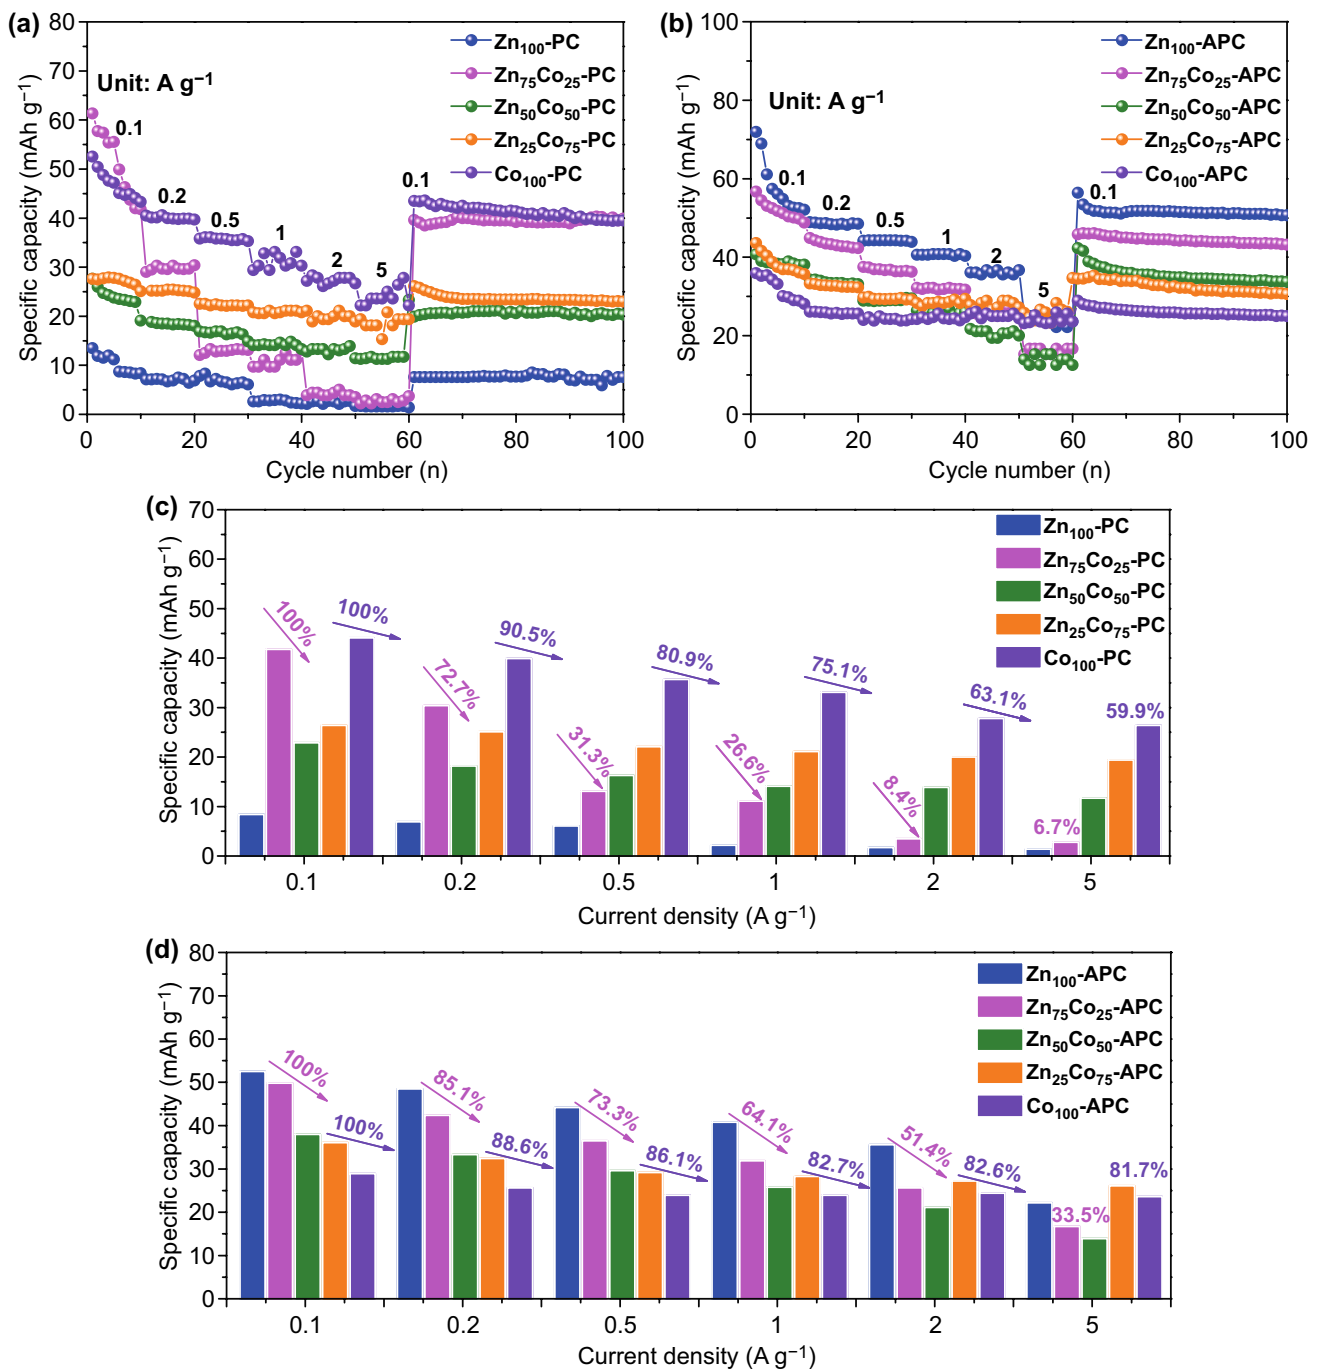 (a)
80
70
60
50
40
30
20
10
0
Specific capacity (mAh g⁻¹)
Unit: A g⁻¹
Zn₁₀₀-PC
Zn₇₅Co₂₅-PC
Zn₅₀Co₅₀-PC
Zn₂₅Co₇₅-PC
Co₁₀₀-PC
0.1
0.2
0.5
1
2
5
0.1
0 20 40 60 80 100
Cycle number (n)
(b)
100
80
60
40
20
0
Specific capacity (mAh g⁻¹)
Unit: A g⁻¹
Zn₁₀₀-APC
Zn₇₅Co₂₅-APC
Zn₅₀Co₅₀-APC
Zn₂₅Co₇₅-APC
Co₁₀₀-APC
0.1
0.2
0.5
1
2
5
0.1
0 20 40 60 80 100
Cycle number (n)
(c)
70
60
50
40
30
20
10
0
Specific capacity (mAh g⁻¹)
Zn₁₀₀-PC
Zn₇₅Co₂₅-PC
Zn₅₀Co₅₀-PC
Zn₂₅Co₇₅-PC
Co₁₀₀-PC
100%
100%
72.7%
90.5%
31.3%
80.9%
26.6%
75.1%
8.4%
63.1%
6.7%
59.9%
0.1 0.2 0.5 1 2 5
Current density (A g⁻¹)
(d)
80
70
60
50
40
30
20
10
0
Specific capacity (mAh g⁻¹)
Zn₁₀₀-APC
Zn₇₅Co₂₅-APC
Zn₅₀Co₅₀-APC
Zn₂₅Co₇₅-APC
Co₁₀₀-APC
100%
100%
85.1%
88.6%
73.3%
86.1%
64.1%
82.7%
51.4%
82.6%
33.5%
81.7%
0.1 0.2 0.5 1 2 5
Current density (A g⁻¹)